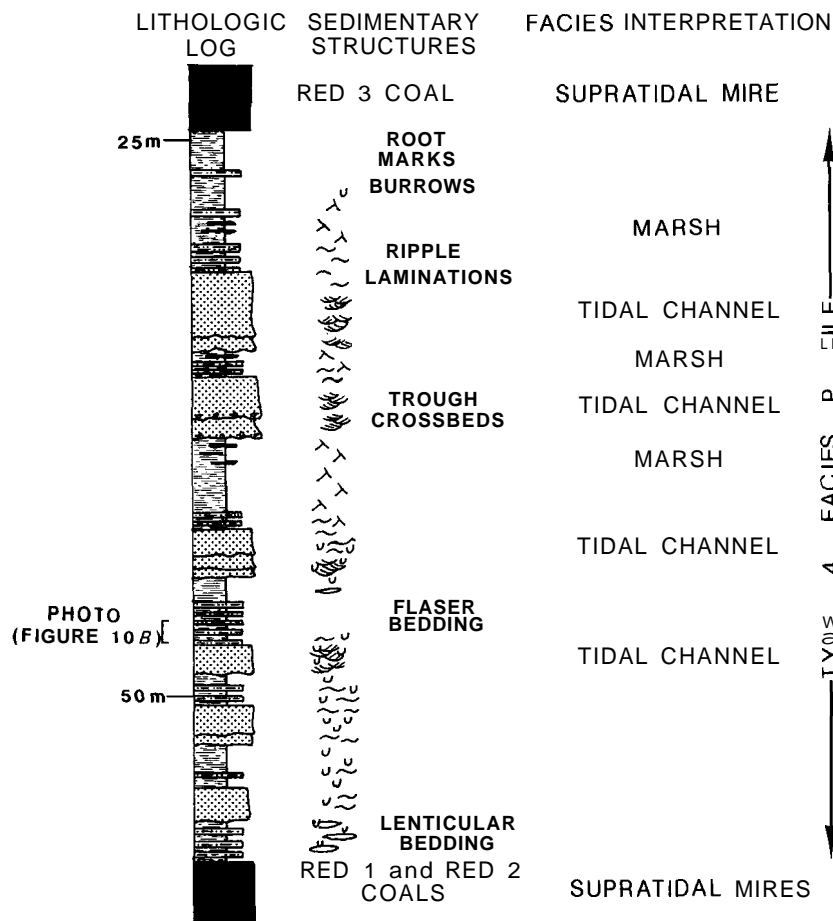 LITHOLOGIC LOG
SEDIMENTARY STRUCTURES
FACIES INTERPRETATION
RED 3 COAL
SUPRATIDAL MIRE
25m
ROOT MARKS
BURROWS
MARSH
RIPPLE
LAMINATIONS
TIDAL CHANNEL
MARSH
TROUGH
CROSSBEDS
TIDAL CHANNEL
MARSH
TIDAL CHANNEL
PHOTO
(FIGURE 10B)
FLASER
BEDDING
TIDAL CHANNEL
50m
LENTICULAR
BEDDING
RED 1 and RED 2
COALS
SUPRATIDAL MIRES
FACIES